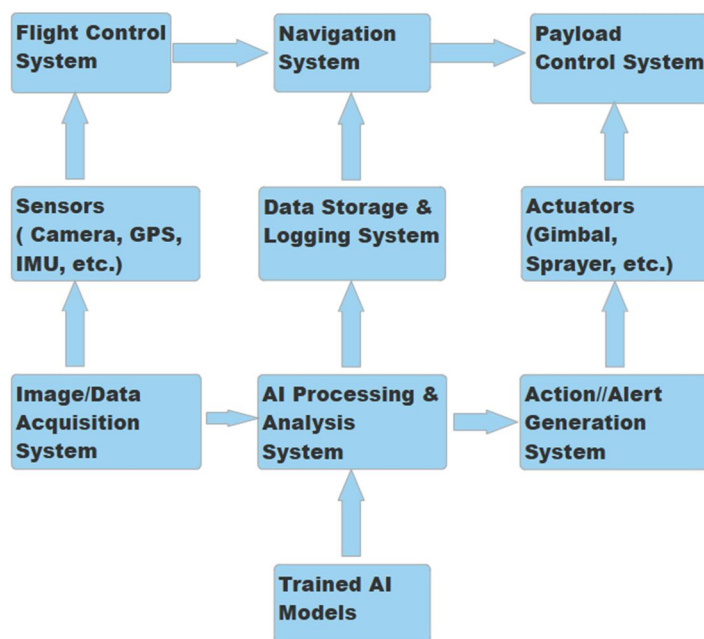 Flight Control
System
Navigation
System
Payload
Control System
Sensors
( Camera, GPS,
IMU, etc.)
Data Storage &
Logging System
Actuators
(Gimbal,
Sprayer, etc.)
Image/Data
Acquisition
System
AI Processing &
Analysis
System
Action//Alert
Generation
System
Trained AI
Models